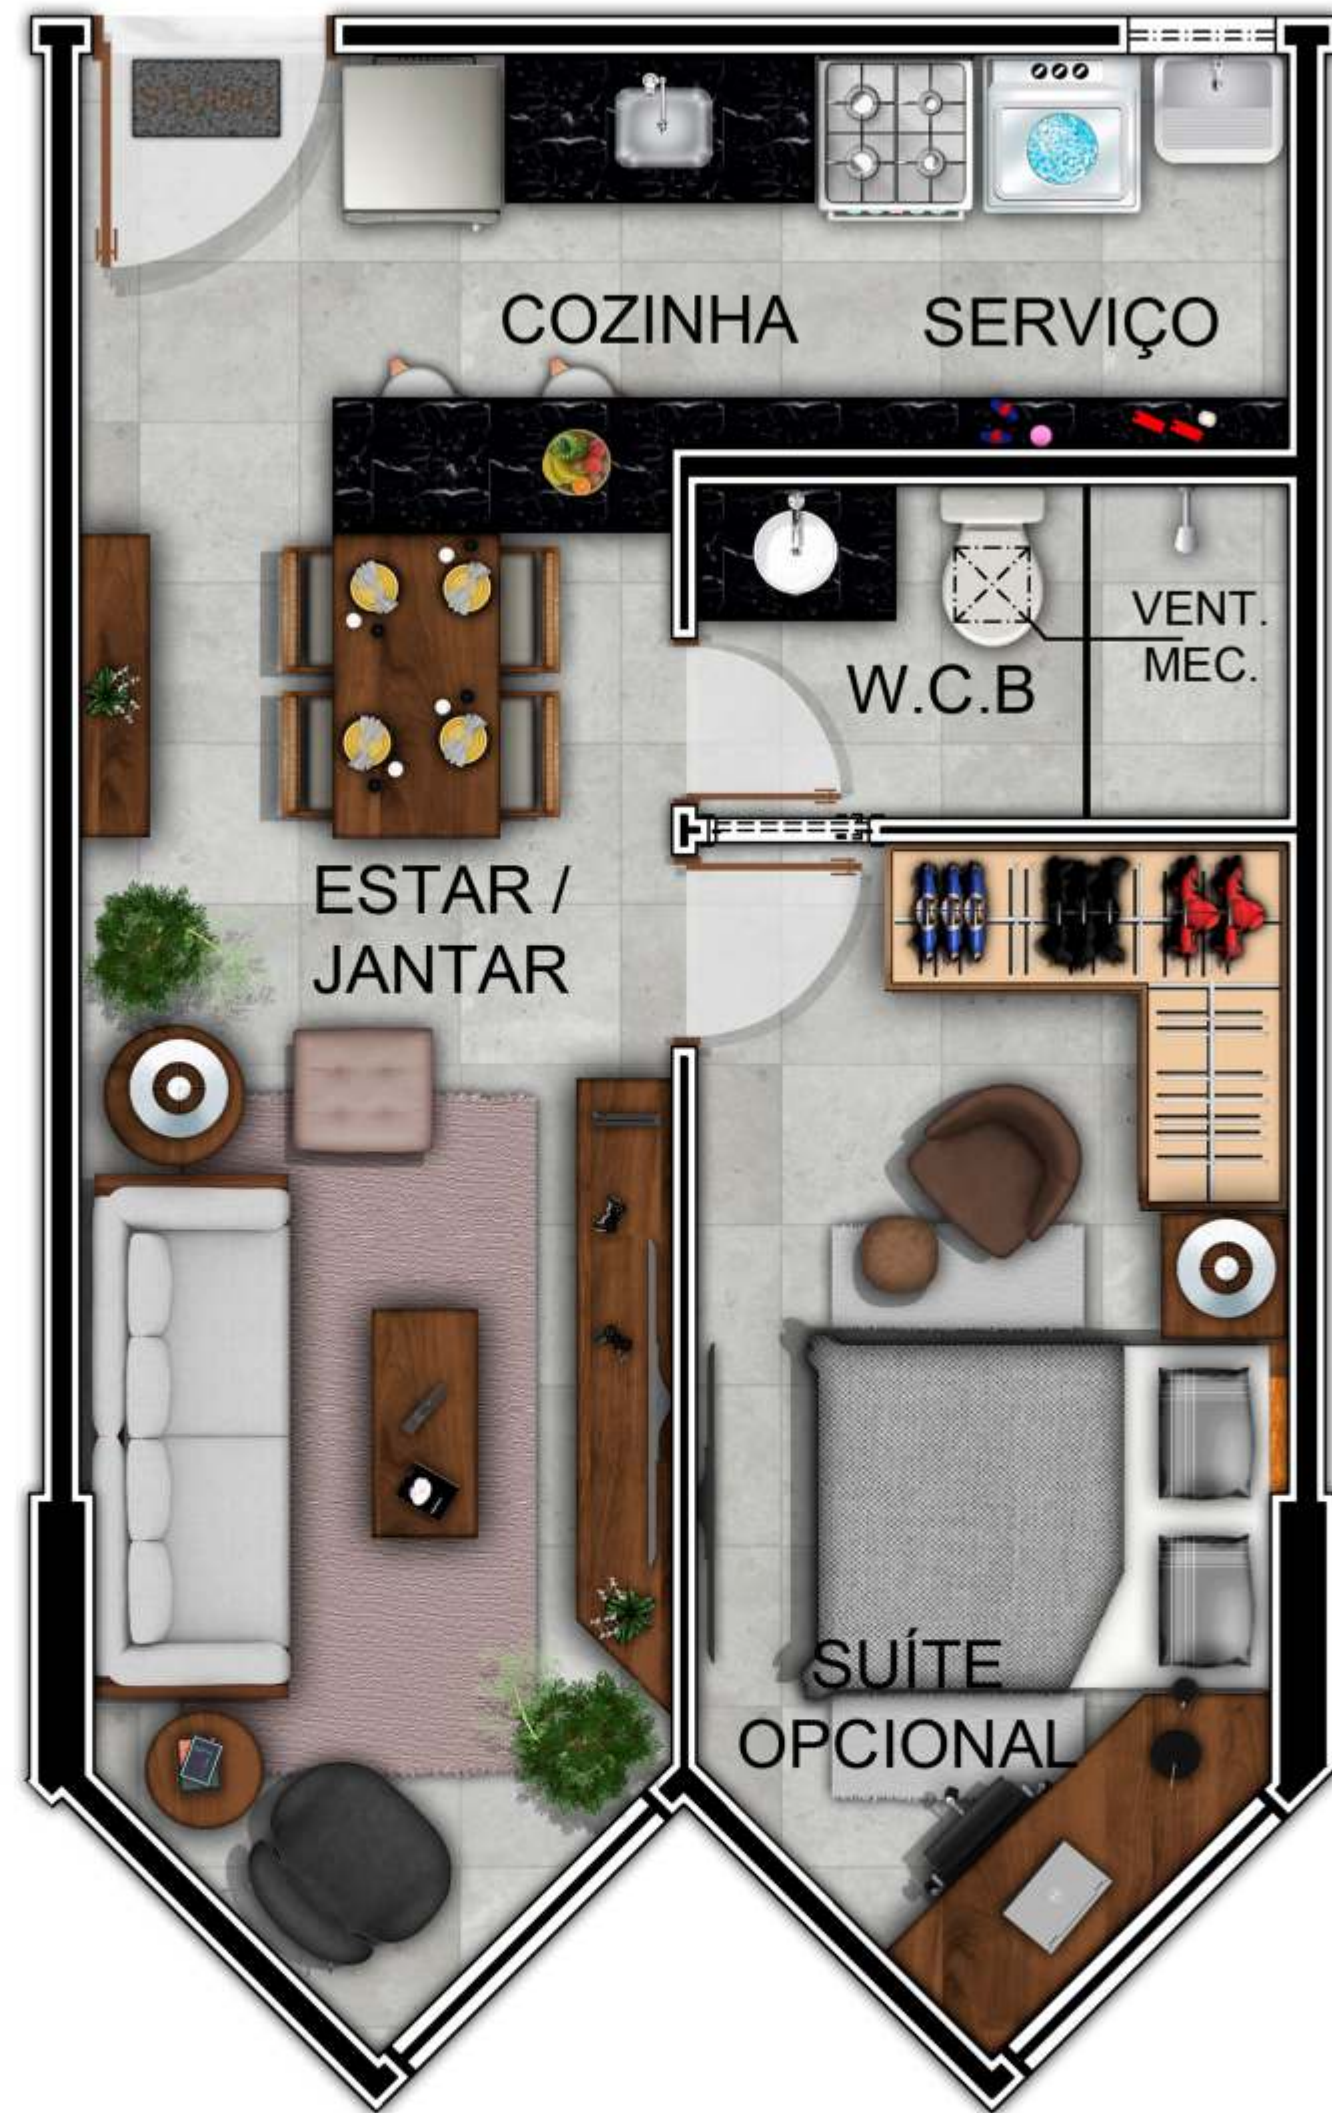 COZINHA
SERVIÇO
VENT.
MEC.
W.C.B
ESTAR /
JANTAR
SUÍTE
OPCIONAL